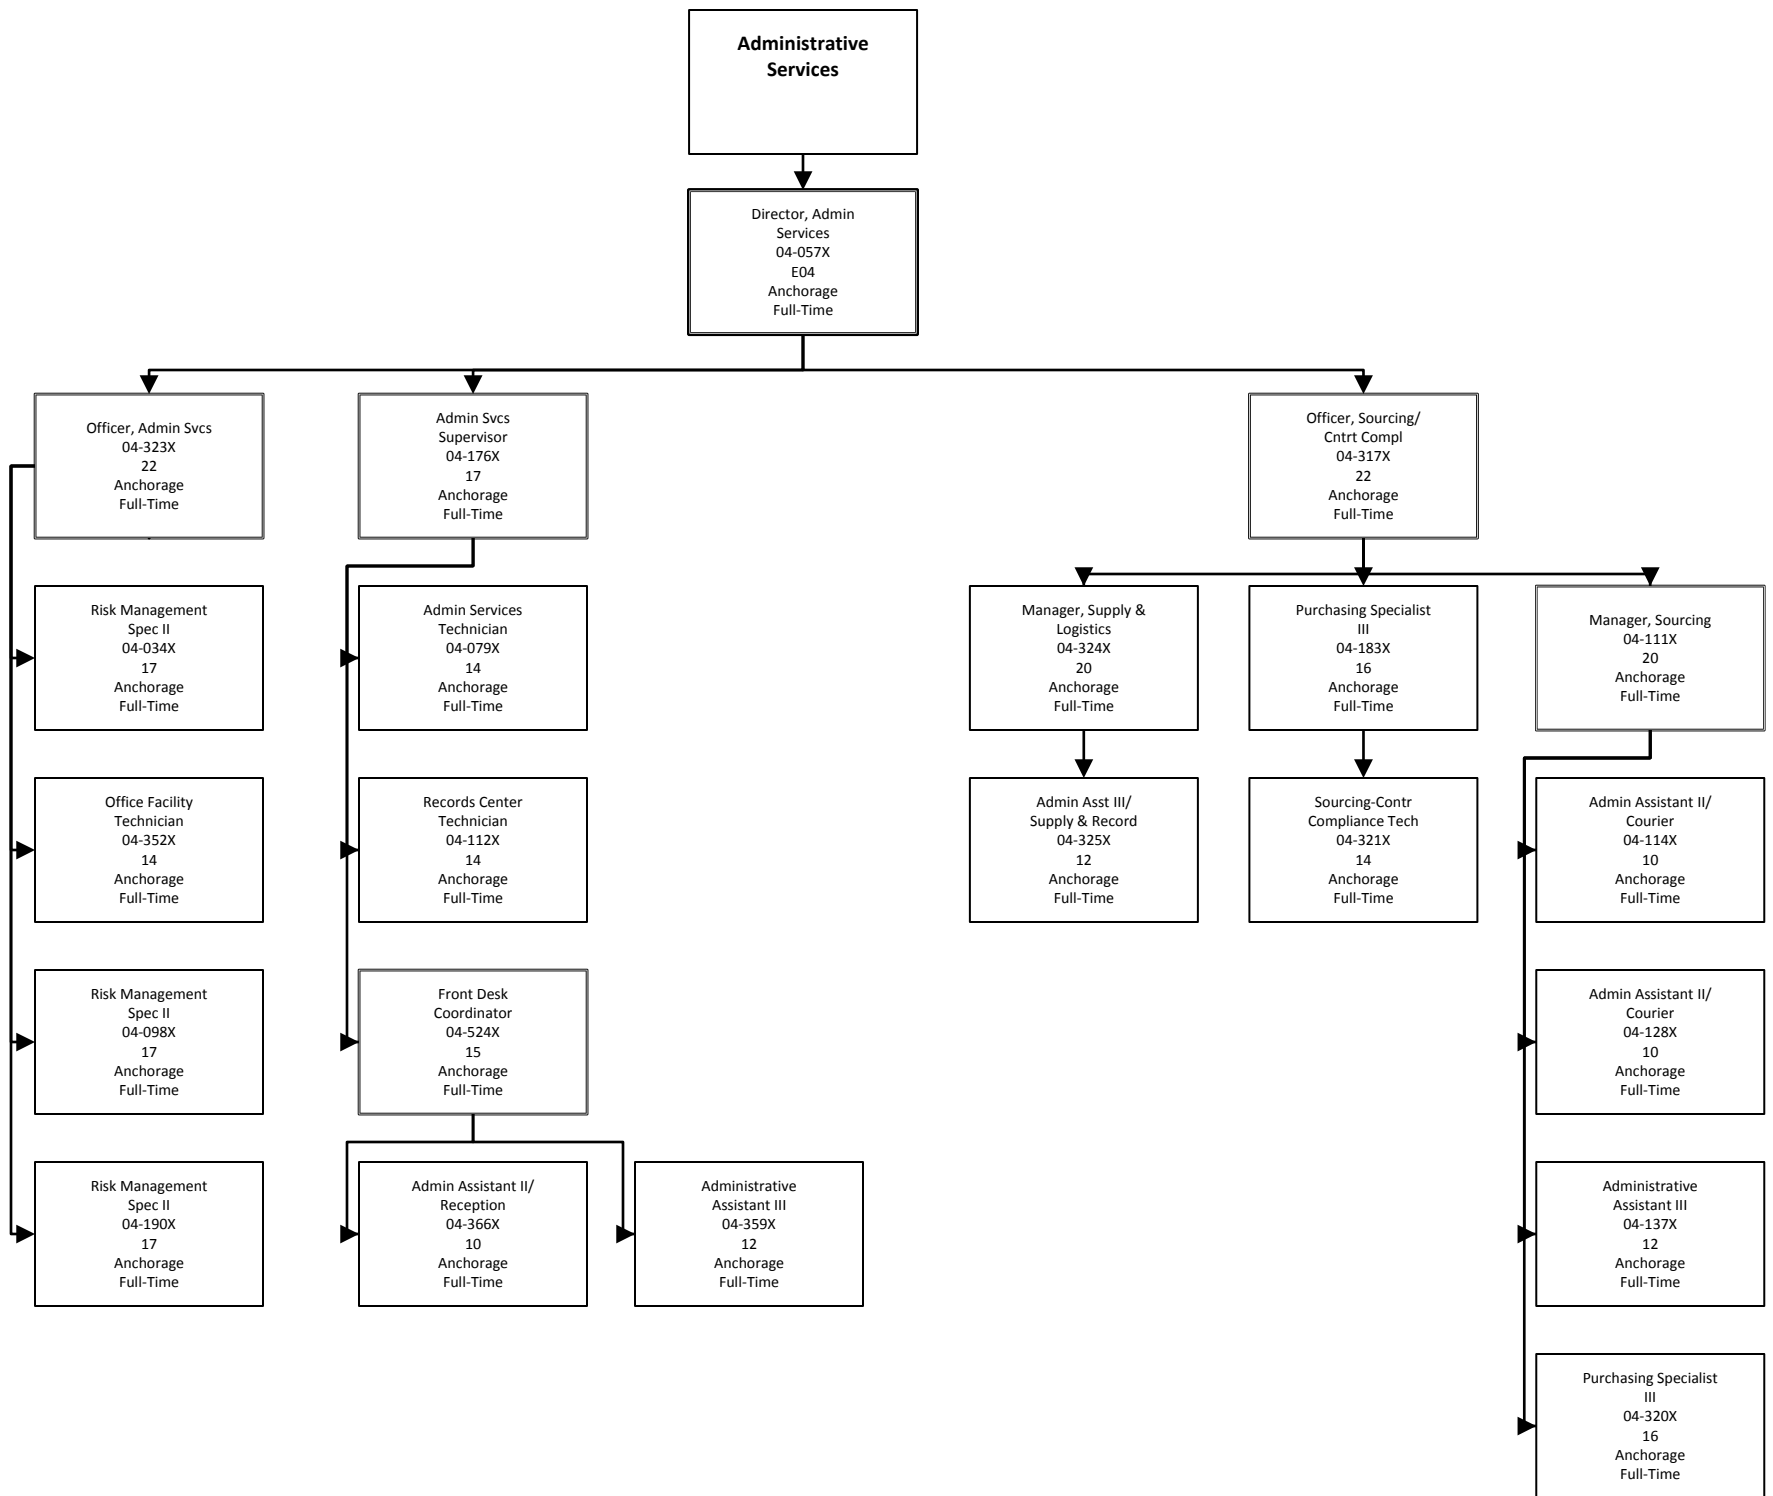 Administrative
Services
Director, Admin
Services
04-057X
E04
Anchorage
Full-Time
Officer, Admin Svcs
04-323X
22
Anchorage
Full-Time
Admin Svcs
Supervisor
04-176X
17
Anchorage
Full-Time
Officer, Sourcing/
Cntrt Compl
04-317X
22
Anchorage
Full-Time
Risk Management
Spec II
04-034X
17
Anchorage
Full-Time
Admin Services
Technician
04-079X
14
Anchorage
Full-Time
Manager, Supply &
Logistics
04-324X
20
Anchorage
Full-Time
Purchasing Specialist
III
04-183X
16
Anchorage
Full-Time
Manager, Sourcing
04-111X
20
Anchorage
Full-Time
Office Facility
Technician
04-352X
14
Anchorage
Full-Time
Records Center
Technician
04-112X
14
Anchorage
Full-Time
Admin Asst III/
Supply & Record
04-325X
12
Anchorage
Full-Time
Sourcing-Contr
Compliance Tech
04-321X
14
Anchorage
Full-Time
Admin Assistant II/
Courier
04-114X
10
Anchorage
Full-Time
Risk Management
Spec II
04-098X
17
Anchorage
Full-Time
Front Desk
Coordinator
04-524X
15
Anchorage
Full-Time
Admin Assistant II/
Courier
04-128X
10
Anchorage
Full-Time
Risk Management
Spec II
04-190X
17
Anchorage
Full-Time
Admin Assistant II/
Reception
04-366X
10
Anchorage
Full-Time
Administrative
Assistant III
04-359X
12
Anchorage
Full-Time
Administrative
Assistant III
04-137X
12
Anchorage
Full-Time
Purchasing Specialist
III
04-320X
16
Anchorage
Full-Time